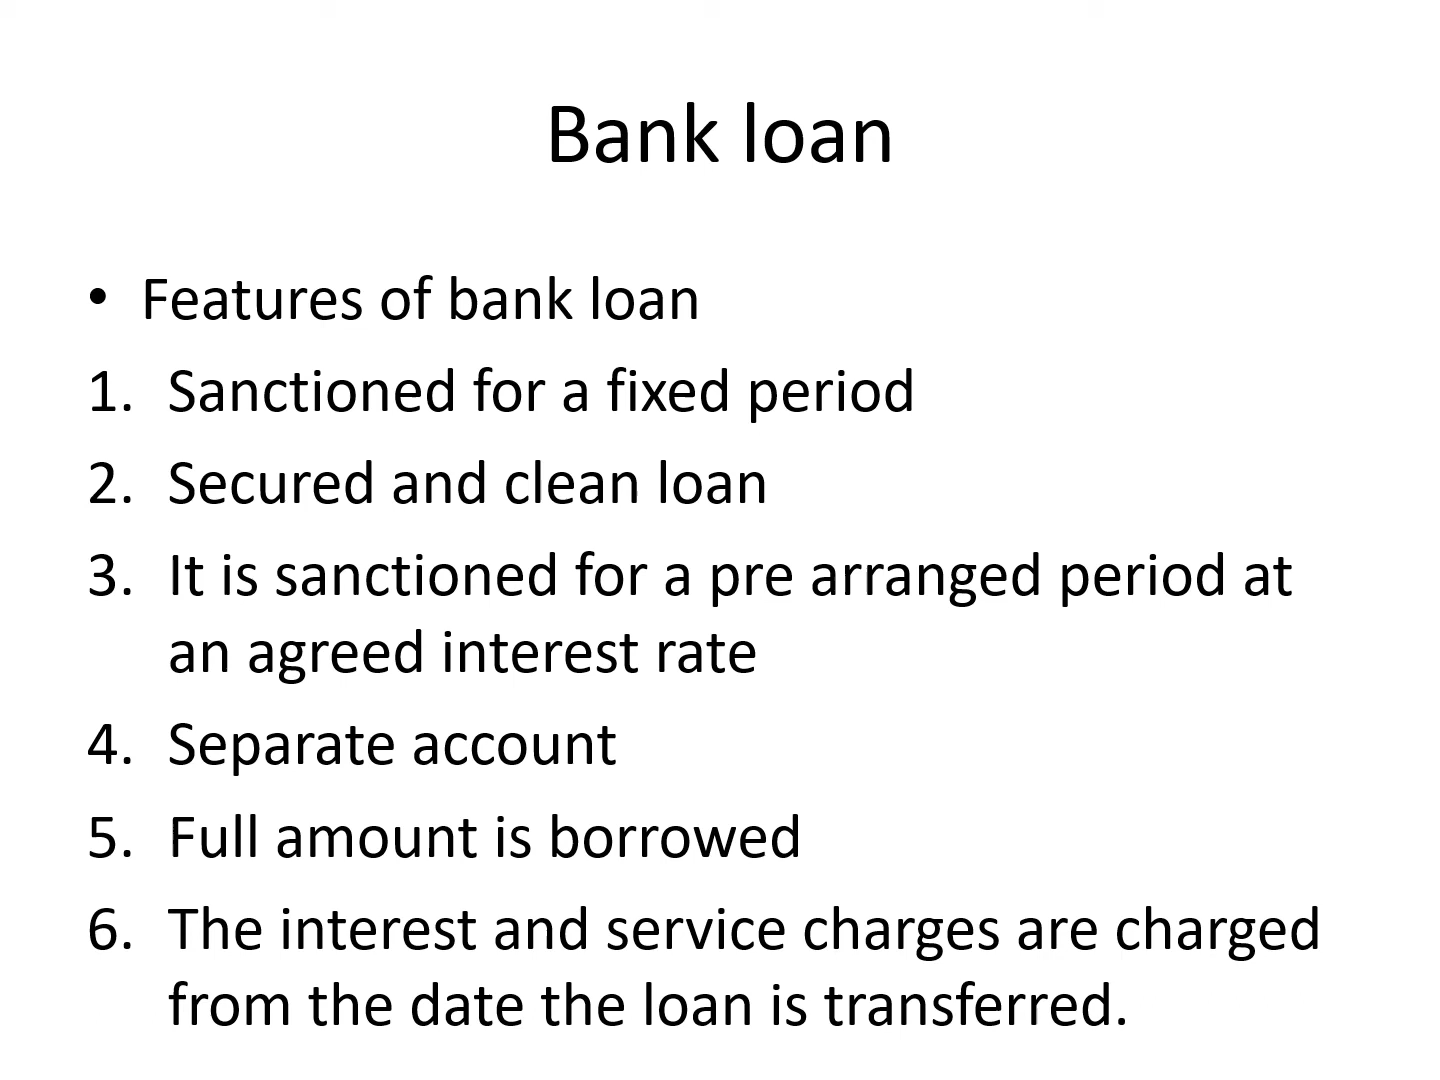 Bank loan
• Features of bank loan
1. Sanctioned for a fixed period
2. Secured and clean loan
3. It is sanctioned for a pre arranged period at
an agreed interest rate
4. Separate account
5. Full amount is borrowed
6. The interest and service charges are charged
from the date the loan is transferred.